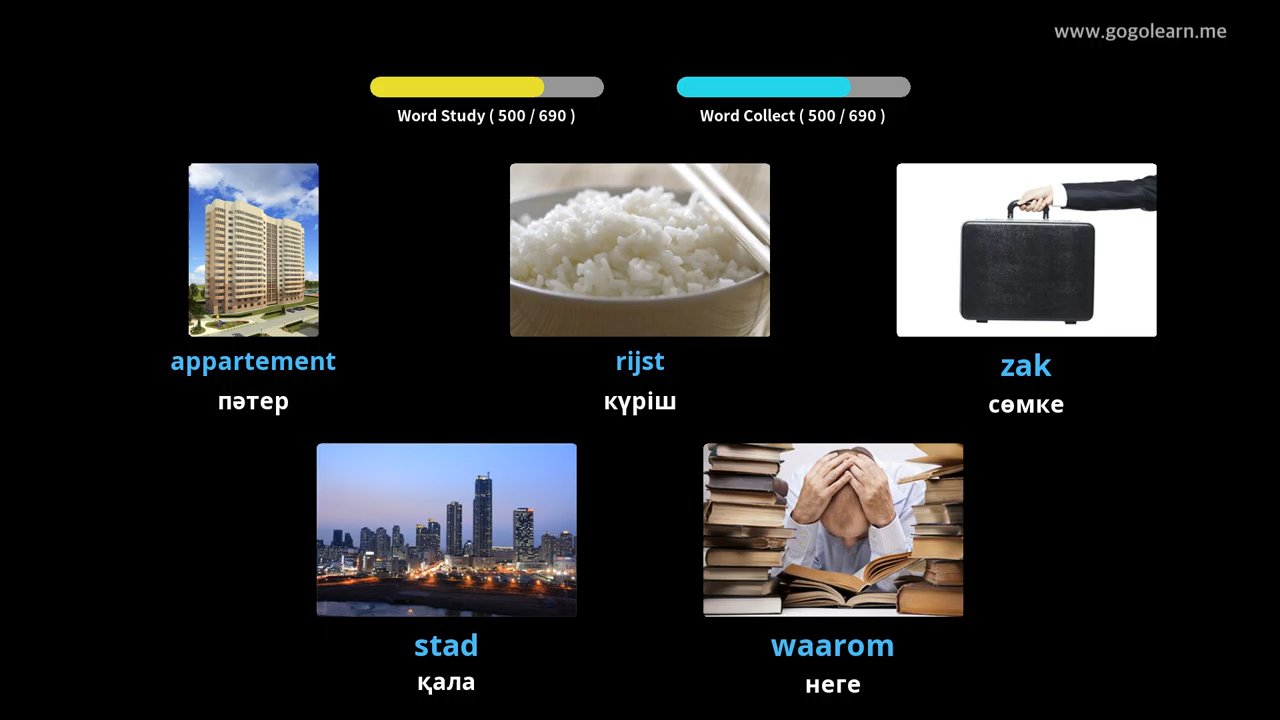 www.gogolearn.me
Word Study ( 500 / 690 )
Word Collect ( 500 / 690 )
appartement
пәтер
rijst
күріш
zak
сөмке
stad
қала
waarom
неге